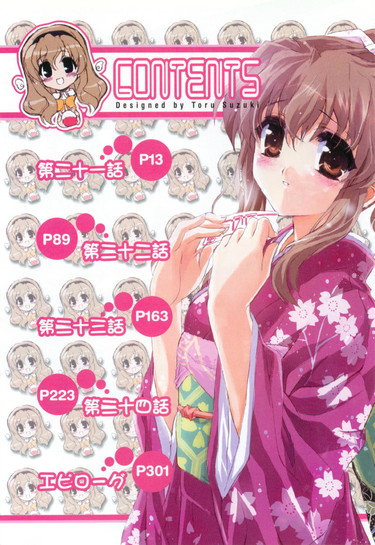 CONTENTS
Designed by Toru Suzuki
第二十一話 P13
P89 第二十二話
第二十三話 P163
P223 第二十四話
エピローグ P301